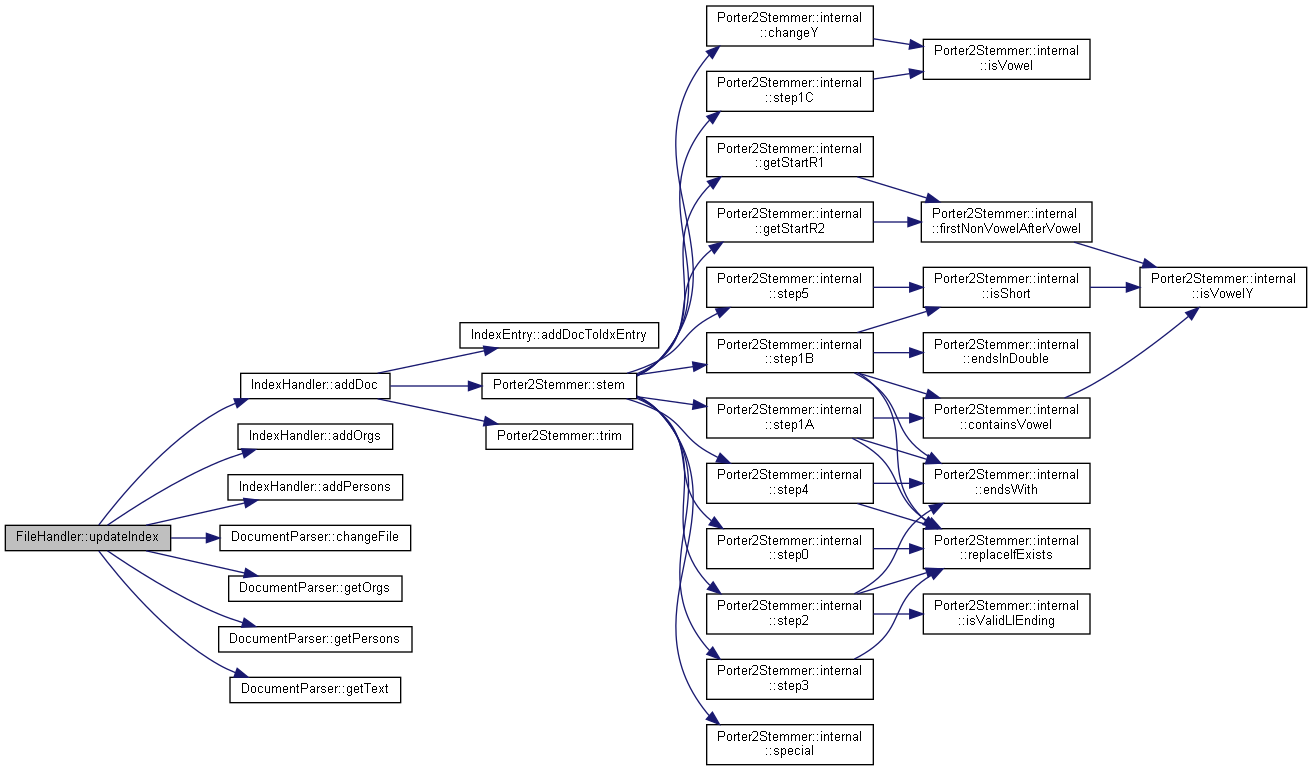 FileHandler::updateIndex
IndexHandler::addDoc
IndexHandler::addOrgs
IndexHandler::addPersons
DocumentParser::changeFile
DocumentParser::getOrgs
DocumentParser::getPersons
DocumentParser::getText
IndexEntry::addDocToIdxEntry
Porter2Stemmer::stem
Porter2Stemmer::trim
Porter2Stemmer::internal
::changeY
Porter2Stemmer::internal
::step1C
Porter2Stemmer::internal
::getStartR1
Porter2Stemmer::internal
::getStartR2
Porter2Stemmer::internal
::step5
Porter2Stemmer::internal
::step1B
Porter2Stemmer::internal
::step1A
Porter2Stemmer::internal
::step4
Porter2Stemmer::internal
::step0
Porter2Stemmer::internal
::step2
Porter2Stemmer::internal
::step3
Porter2Stemmer::internal
::special
Porter2Stemmer::internal
::isVowel
Porter2Stemmer::internal
::firstNonVowelAfterVowel
Porter2Stemmer::internal
::isShort
Porter2Stemmer::internal
::endsInDouble
Porter2Stemmer::internal
::containsVowel
Porter2Stemmer::internal
::endsWith
Porter2Stemmer::internal
::replaceIfExists
Porter2Stemmer::internal
::isValidLIEnding
Porter2Stemmer::internal
::isVowelY